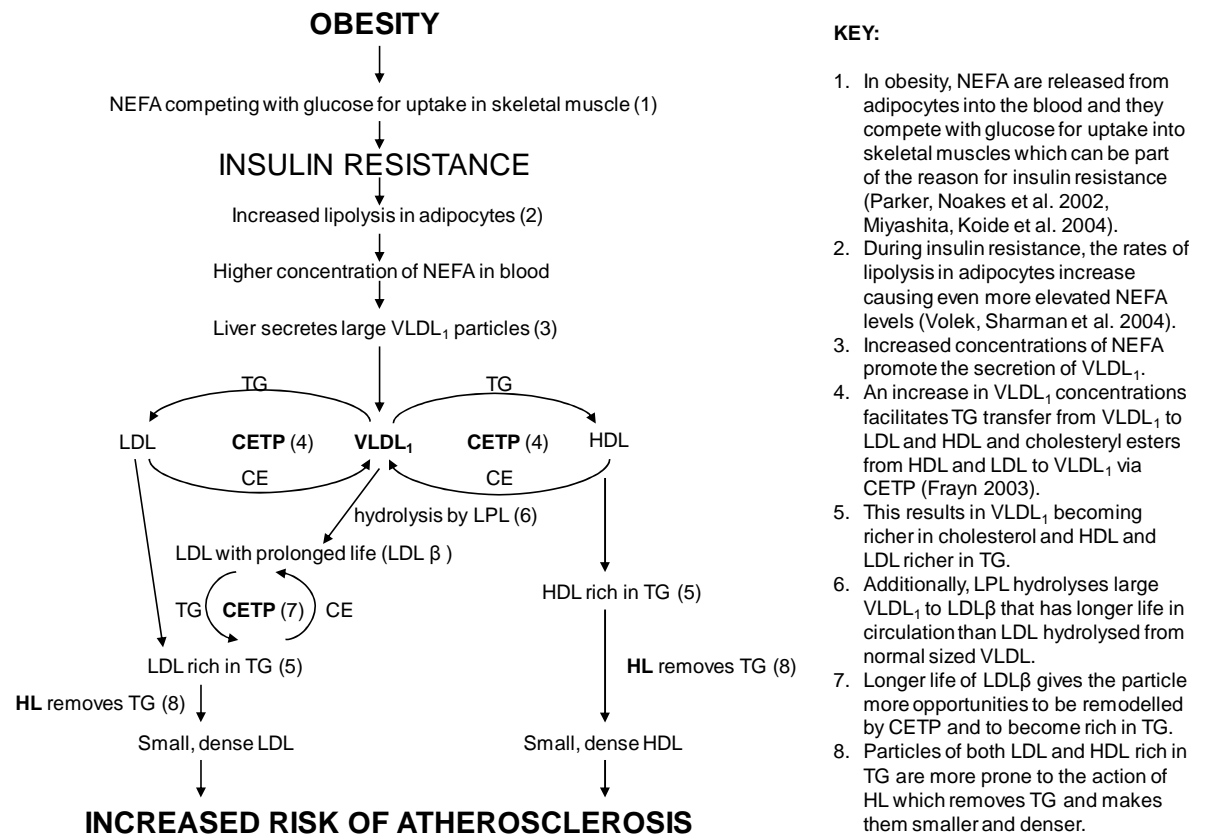 OBESITY
NEFA competing with glucose for uptake in skeletal muscle (1)
INSULIN RESISTANCE
Increased lipolysis in adipocytes (2)
Higher concentration of NEFA in blood
Liver secretes large VLDL₁ particles (3)
TG
TG
LDL
CETP (4)
VLDL₁
CETP (4)
HDL
CE
CE
hydrolysis by LPL (6)
LDL with prolonged life (LDL β )
TG
CETP (7)
CE
HDL rich in TG (5)
LDL rich in TG (5)
HL removes TG (8)
HL removes TG (8)
Small, dense LDL
Small, dense HDL
INCREASED RISK OF ATHEROSCLEROSIS
KEY:
1. In obesity, NEFA are released from
adipocytes into the blood and they
compete with glucose for uptake into
skeletal muscles which can be part
of the reason for insulin resistance
(Parker, Noakes et al. 2002,
Miyashita, Koide et al. 2004).
2. During insulin resistance, the rates of
lipolysis in adipocytes increase
causing even more elevated NEFA
levels (Volek, Sharman et al. 2004).
3. Increased concentrations of NEFA
promote the secretion of VLDL₁.
4. An increase in VLDL₁ concentrations
facilitates TG transfer from VLDL₁ to
LDL and HDL and cholesteryl esters
from HDL and LDL to VLDL₁ via
CETP (Frayn 2003).
5. This results in VLDL₁ becoming
richer in cholesterol and HDL and
LDL richer in TG.
6. Additionally, LPL hydrolyses large
VLDL₁ to LDLβ that has longer life in
circulation than LDL hydrolysed from
normal sized VLDL.
7. Longer life of LDLβ gives the particle
more opportunities to be remodelled
by CETP and to become rich in TG.
8. Particles of both LDL and HDL rich in
TG are more prone to the action of
HL which removes TG and makes
them smaller and denser.